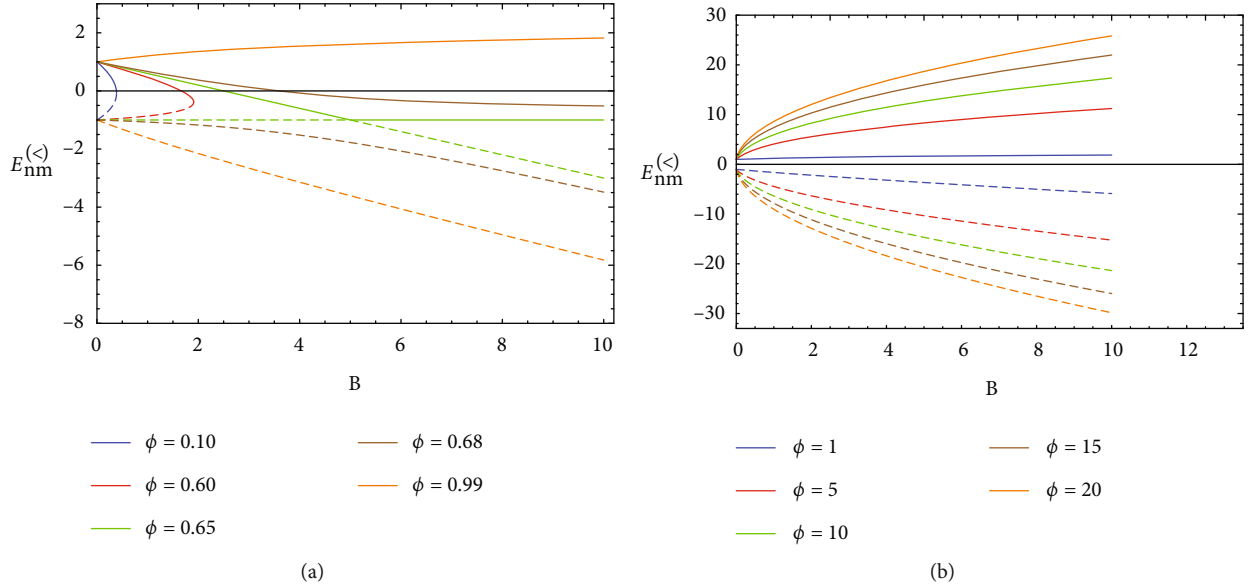 2
0
−2
−4
−6
−8
E_nm^(<)
0 2 4 6 8 10
B
ϕ = 0.10
ϕ = 0.68
ϕ = 0.60
ϕ = 0.99
ϕ = 0.65
(a)
30
20
10
0
−10
−20
−30
E_nm^(<)
0 2 4 6 8 10 12
B
ϕ = 1
ϕ = 15
ϕ = 5
ϕ = 20
ϕ = 10
(b)